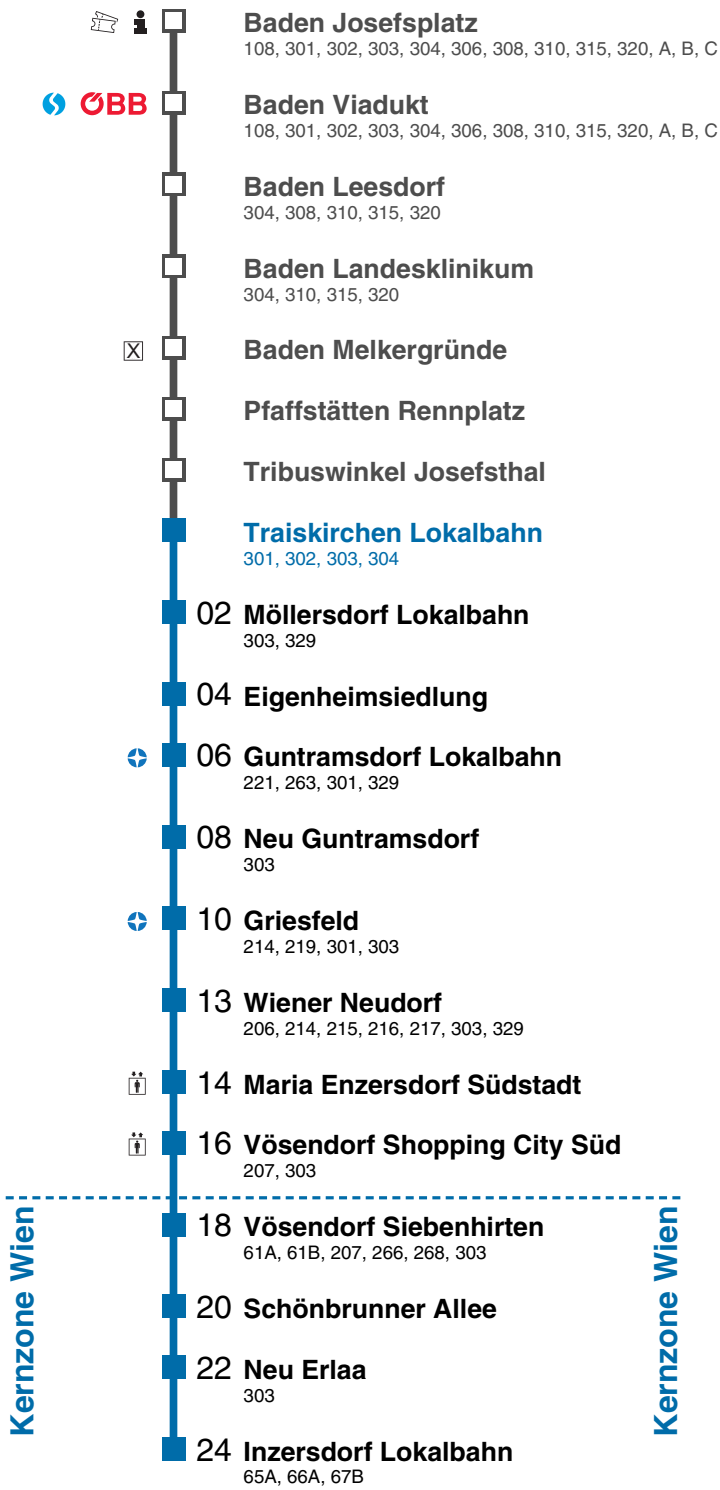 Baden Josefsplatz
108, 301, 302, 303, 304, 306, 308, 310, 315, 320, A, B, C
ÖBB Baden Viadukt
108, 301, 302, 303, 304, 306, 308, 310, 315, 320, A, B, C
Baden Leesdorf
304, 308, 310, 315, 320
Baden Landesklinikum
304, 310, 315, 320
X Baden Melkergründe
Pfaffstätten Rennplatz
Tribuswinkel Josefsthal
Traiskirchen Lokalbahn
301, 302, 303, 304
02 Möllersdorf Lokalbahn
303, 329
04 Eigenheimsiedlung
06 Guntramsdorf Lokalbahn
221, 263, 301, 329
08 Neu Guntramsdorf
303
10 Griesfeld
214, 219, 301, 303
13 Wiener Neudorf
206, 214, 215, 216, 217, 303, 329
14 Maria Enzersdorf Südstadt
16 Vösendorf Shopping City Süd
207, 303
Kernzone Wien
18 Vösendorf Siebenhirten
61A, 61B, 207, 266, 268, 303
20 Schönbrunner Allee
22 Neu Erlaa
303
24 Inzersdorf Lokalbahn
65A, 66A, 67B
Kernzone Wien